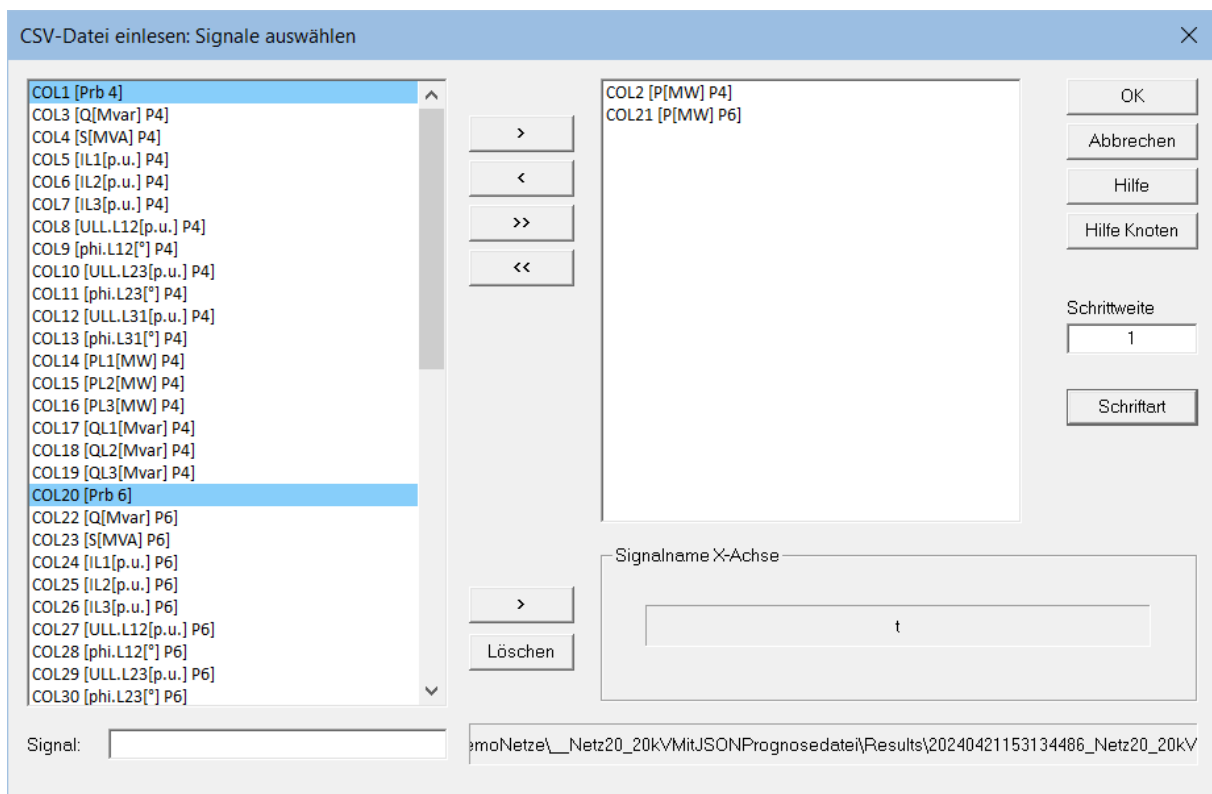 CSV-Datei einlesen: Signale auswählen
COL1 [Prb 4]
COL3 [Q[Mvar] P4]
COL4 [S[MVA] P4]
COL5 [IL1[p.u.] P4]
COL6 [IL2[p.u.] P4]
COL7 [IL3[p.u.] P4]
COL8 [ULL.L12[p.u.] P4]
COL9 [phi.L12[°] P4]
COL10 [ULL.L23[p.u.] P4]
COL11 [phi.L23[°] P4]
COL12 [ULL.L31[p.u.] P4]
COL13 [phi.L31[°] P4]
COL14 [PL1[MW] P4]
COL15 [PL2[MW] P4]
COL16 [PL3[MW] P4]
COL17 [QL1[Mvar] P4]
COL18 [QL2[Mvar] P4]
COL19 [QL3[Mvar] P4]
COL20 [Prb 6]
COL22 [Q[Mvar] P6]
COL23 [S[MVA] P6]
COL24 [IL1[p.u.] P6]
COL25 [IL2[p.u.] P6]
COL26 [IL3[p.u.] P6]
COL27 [ULL.L12[p.u.] P6]
COL28 [phi.L12[°] P6]
COL29 [ULL.L23[p.u.] P6]
COL30 [phi.L23[°] P6]
Signal:
>
<
>>
<<
>
Löschen
COL2 [P[MW] P4]
COL21 [P[MW] P6]
Signalname X-Achse
t
emoNetze\__Netz20_20kVMitJSONPrognosedatei\Results\20240421153134486_Netz20_20kV
OK
Abbrechen
Hilfe
Hilfe Knoten
Schrittweite
1
Schriftart